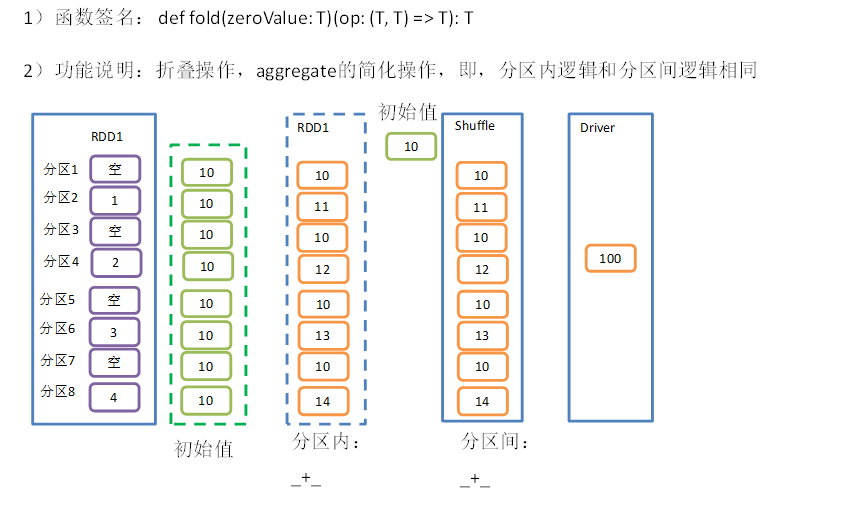 1）函数签名：def fold(zeroValue: T)(op: (T, T) => T): T
2）功能说明：折叠操作，aggregate的简化操作，即，分区内逻辑和分区间逻辑相同
初始值
RDD1
RDD1
10
Shuffle
Driver
分区1 空 10 10 10
分区2 1 10 11 11
分区3 空 10 10 10
分区4 2 10 12 12
100
分区5 空 10 10 10
分区6 3 10 13 13
分区7 空 10 10 10
分区8 4 10 14 14
初始值
分区内：
分区间：
_+_
_+_